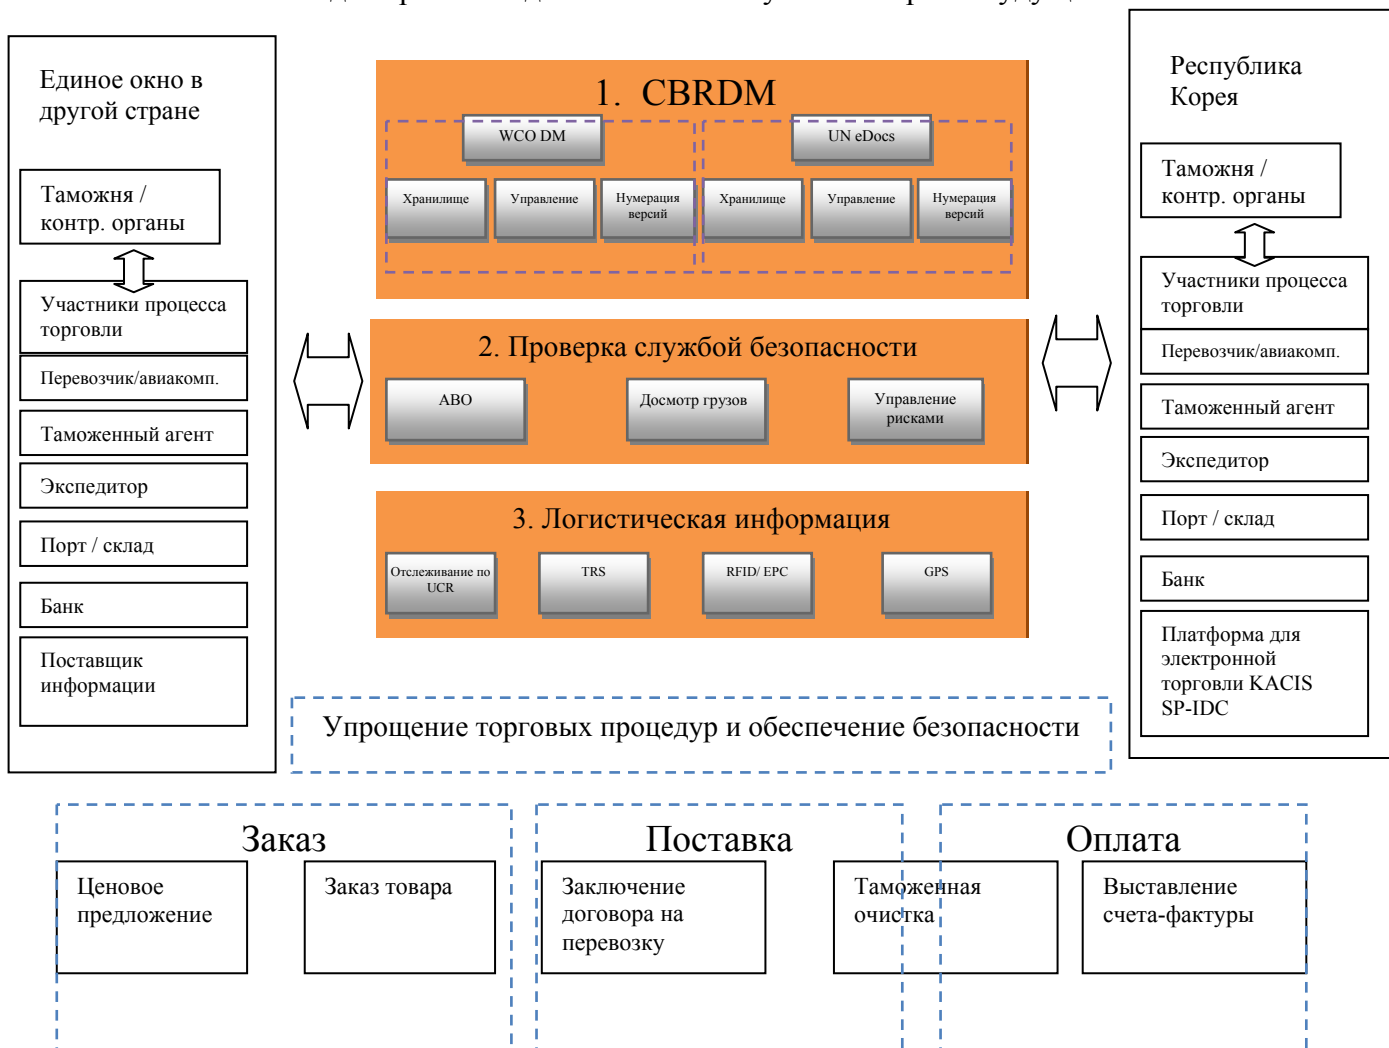 Единое окно в
другой стране
Таможня /
контр. органы
Участники процесса
торговли
Перевозчик/авиакомп.
Таможенный агент
Экспедитор
Порт / склад
Банк
Поставщик
информации
1. CBRDM
WCO DM
UN eDocs
Хранилище
Управление
Нумерация
версий
Хранилище
Управление
Нумерация
версий
2. Проверка службой безопасности
АВО
Досмотр грузов
Управление
рисками
3. Логистическая информация
Отслеживание по
UCR
TRS
RFID/ EPC
GPS
Республика
Корея
Таможня /
контр. органы
Участники процесса
торговли
Перевозчик/авиакомп.
Таможенный агент
Экспедитор
Порт / склад
Банк
Платформа для
электронной
торговли KACIS
SP-IDC
Упрощение торговых процедур и обеспечение безопасности
Заказ
Ценовое
предложение
Заказ товара
Поставка
Заключение
договора на
перевозку
Таможенная
очистка
Оплата
Выставление
счета-фактуры